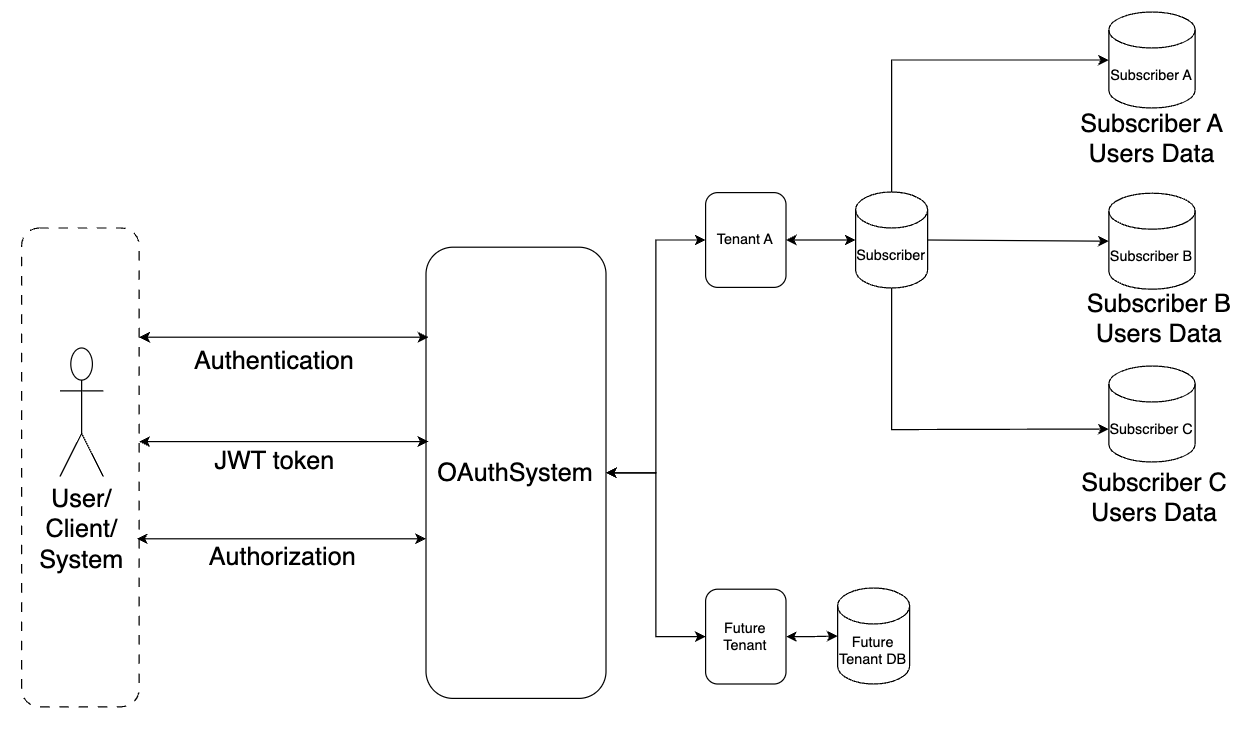 User/
Client/
System
Authentication
JWT token
Authorization
OAuthSystem
Tenant A
Subscriber
Subscriber A
Subscriber A
Users Data
Subscriber B
Subscriber B
Users Data
Subscriber C
Subscriber C
Users Data
Future
Tenant
Future
Tenant DB